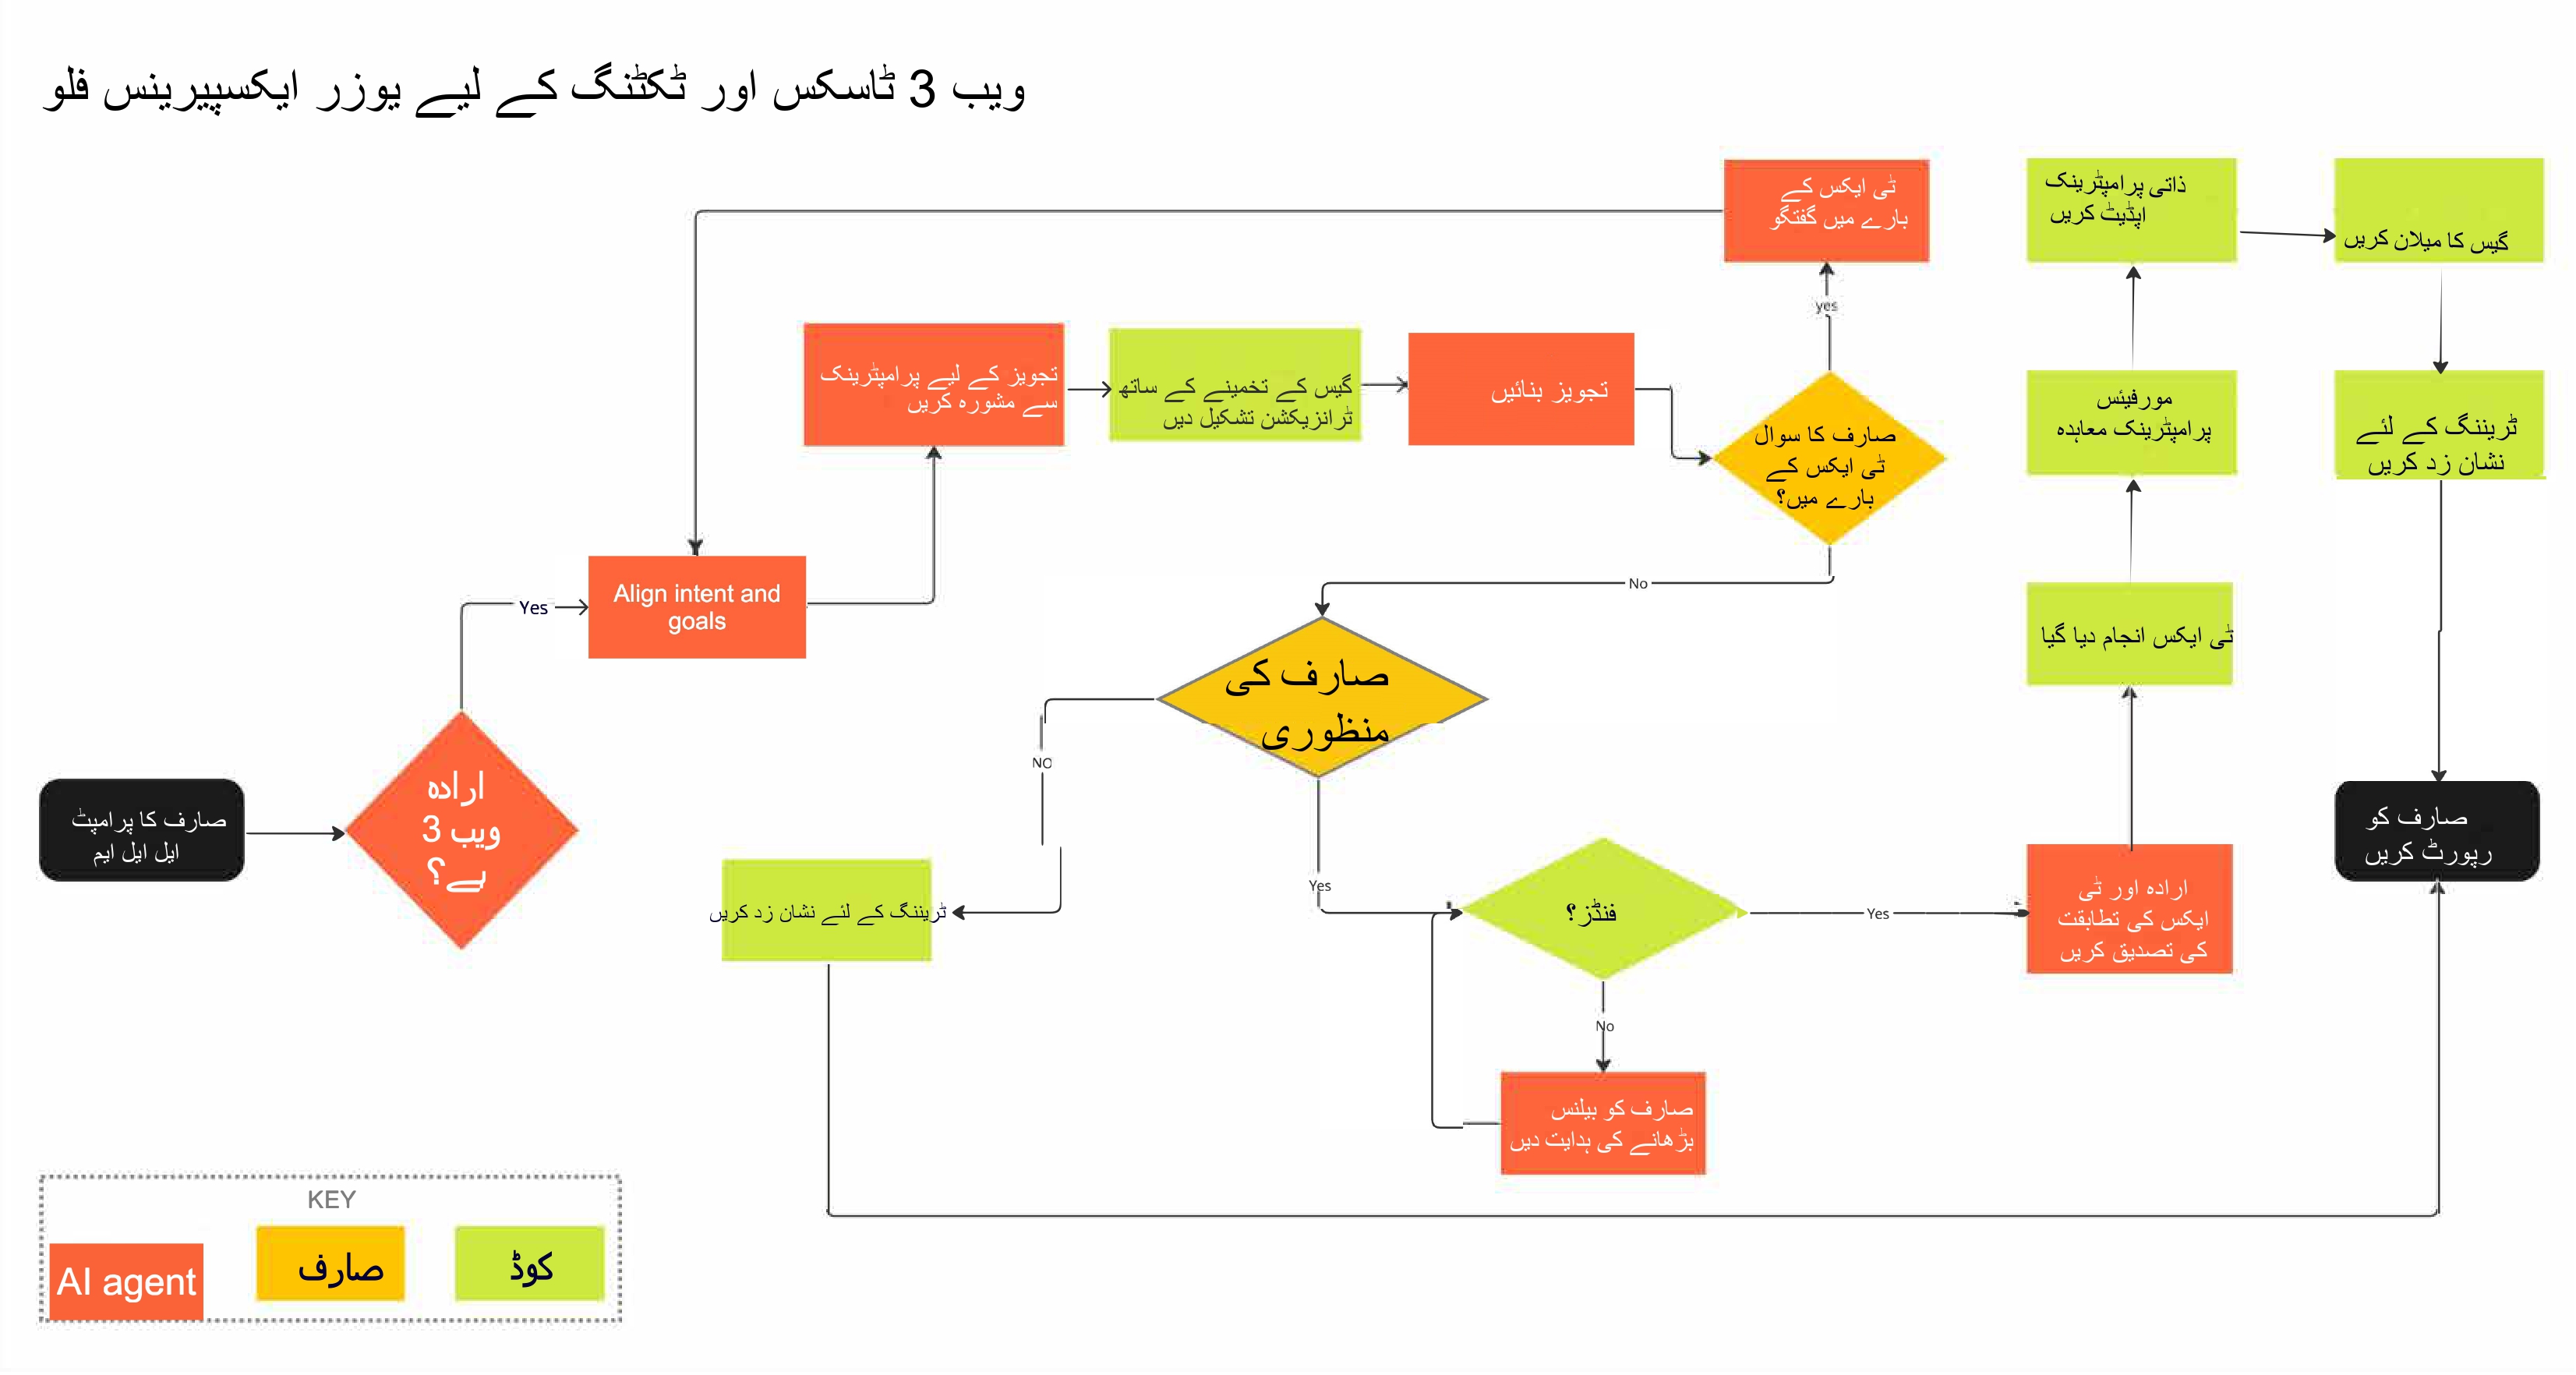 ویب 3 ٹاسکس اور ٹکٹنگ کے لیے یوزر ایکسپیرینس فلو
صارف کا پرامپٹ
ایل ایل ایم
ارادہ
ویب 3
ہے؟
Yes
Align intent and
goals
تجویز کے لیے پرامپٹرینک
سے مشورہ کریں
گیس کے تخمینے کے ساتھ
ٹرانزیکشن تشکیل دیں
تجویز بنائیں
صارف کا سوال
ٹی ایکس کے
بارے میں؟
yes
ٹی ایکس کے
بارے میں گفتگو
No
صارف کی
منظوری
NO
ٹریننگ کے لئے نشان زد کریں
Yes
فنڈز؟
No
صارف کو بیلنس
بڑھانے کی ہدایت دیں
Yes
ارادہ اور ٹی
ایکس کی تطابقت
کی تصدیق کریں
ٹی ایکس انجام دیا گیا
مورفیئس
پرامپٹرینک معاہدہ
ذاتی پرامپٹرینک
اپڈیٹ کریں
گیس کا میلان کریں
ٹریننگ کے لئے
نشان زد کریں
صارف کو
رپورٹ کریں
KEY
AI agent
صارف
کوڈ